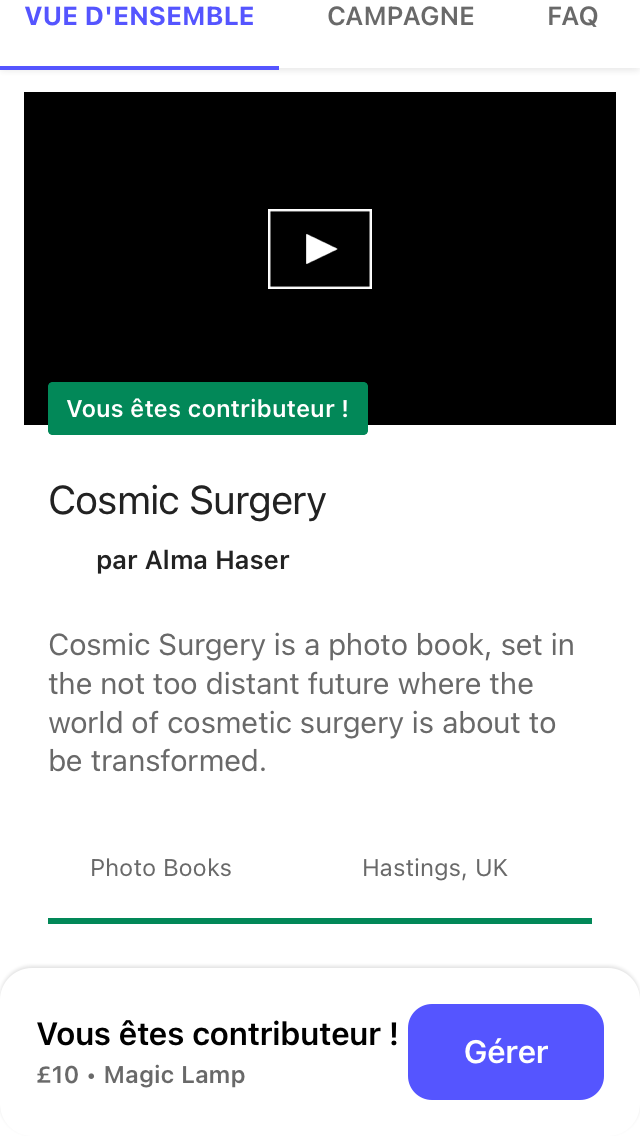 VUE D'ENSEMBLE CAMPAGNE FAQ
Vous êtes contributeur !
Cosmic Surgery
par Alma Haser
Cosmic Surgery is a photo book, set in
the not too distant future where the
world of cosmetic surgery is about to
be transformed.
Photo Books Hastings, UK
Vous êtes contributeur !
£10 • Magic Lamp
Gérer